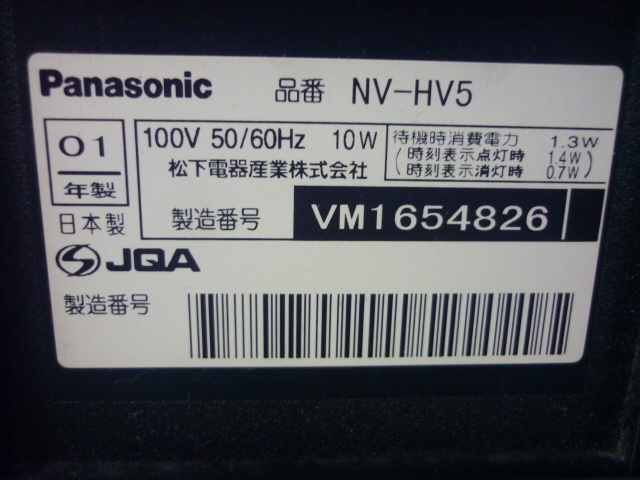 Panasonic 品番 NV-HV5
01
年製
日本製
100V 50/60Hz 10W
松下電器産業株式会社
待機時消費電力 1.3W
(時刻表示点灯時 1.4W)
(時刻表示消灯時 0.7W)
製造番号 VM1654826
JQA
製造番号